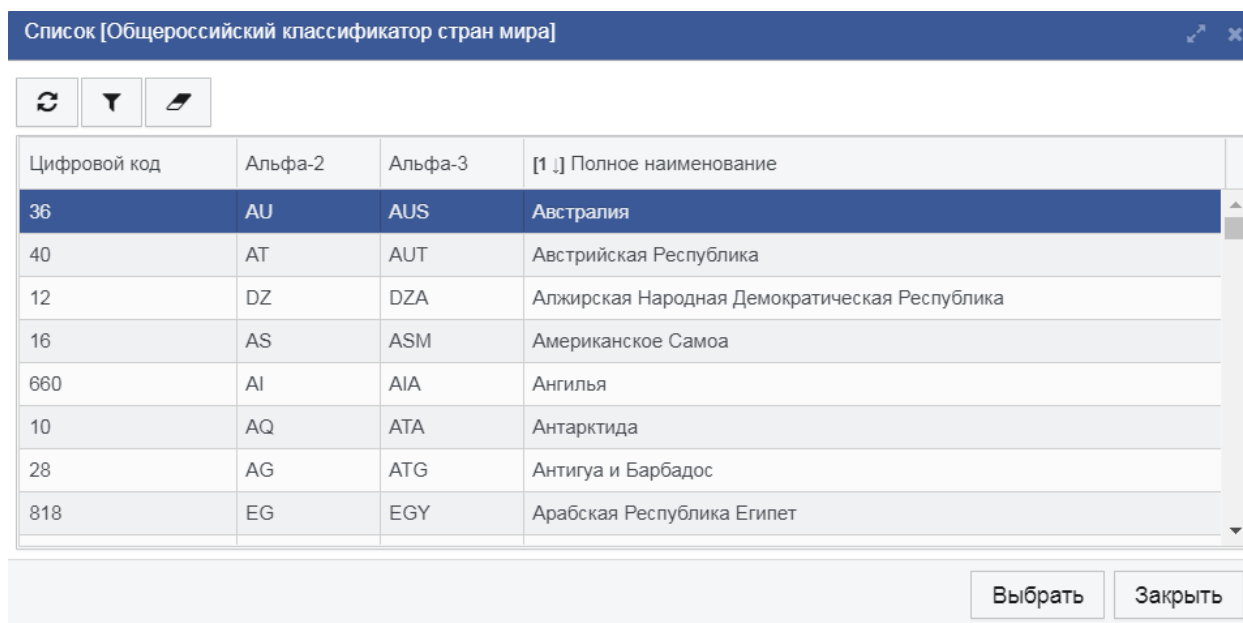 Список [Общероссийский классификатор стран мира]
Цифровой код Альфа-2 Альфа-3 [1↓] Полное наименование
36 AU AUS Австралия
40 AT AUT Австрийская Республика
12 DZ DZA Алжирская Народная Демократическая Республика
16 AS ASM Американское Самоа
660 AI AIA Ангилья
10 AQ ATA Антарктида
28 AG ATG Антигуа и Барбадос
818 EG EGY Арабская Республика Египет
Выбрать Закрыть